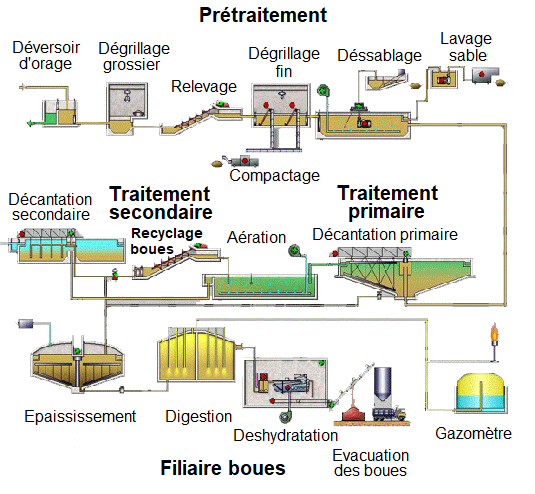 Prétraitement
Déversoir
d'orage
Dégrillage
grossier
Relevage
Dégrillage
fin
Déssablage
Lavage
sable
Compactage
Décantation
secondaire
Traitement
secondaire
Recyclage
boues
Aération
Traitement
primaire
Décantation primaire
Epaississement
Digestion
Deshydratation
Evacuation
des boues
Gazomètre
Filiaire boues